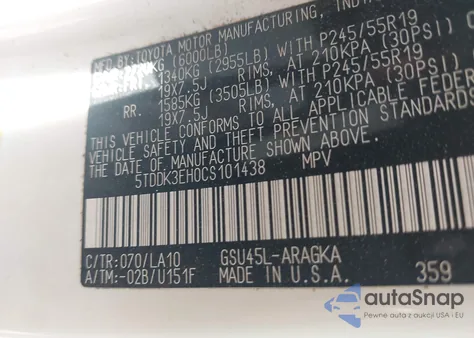 MFD.BY:TOYOTA MOTOR MANUFACTURING, INDI
KG (6000LB)
1340KG (2955LB) WITH P245/55R19
19X7.5J RIMS, AT 210KPA (30PSI)
RR. 1585KG (3505LB) WITH P245/55R19
19X7.5J RIMS, AT 210KPA (30PSI)
THIS VEHICLE CONFORMS TO ALL APPLICABLE FEDER
VEHICLE SAFETY AND THEFT PREVENTION STANDARDS
DATE OF MANUFACTURE SHOWN ABOVE.
5TDDK3EH0CS101438 MPV
C/TR:070/LA10 GSU45L-ARAGKA
A/TM:-02B/U151F MADE IN U.S.A. 359
autoSnap
Pewne auta z aukcji USA i EU